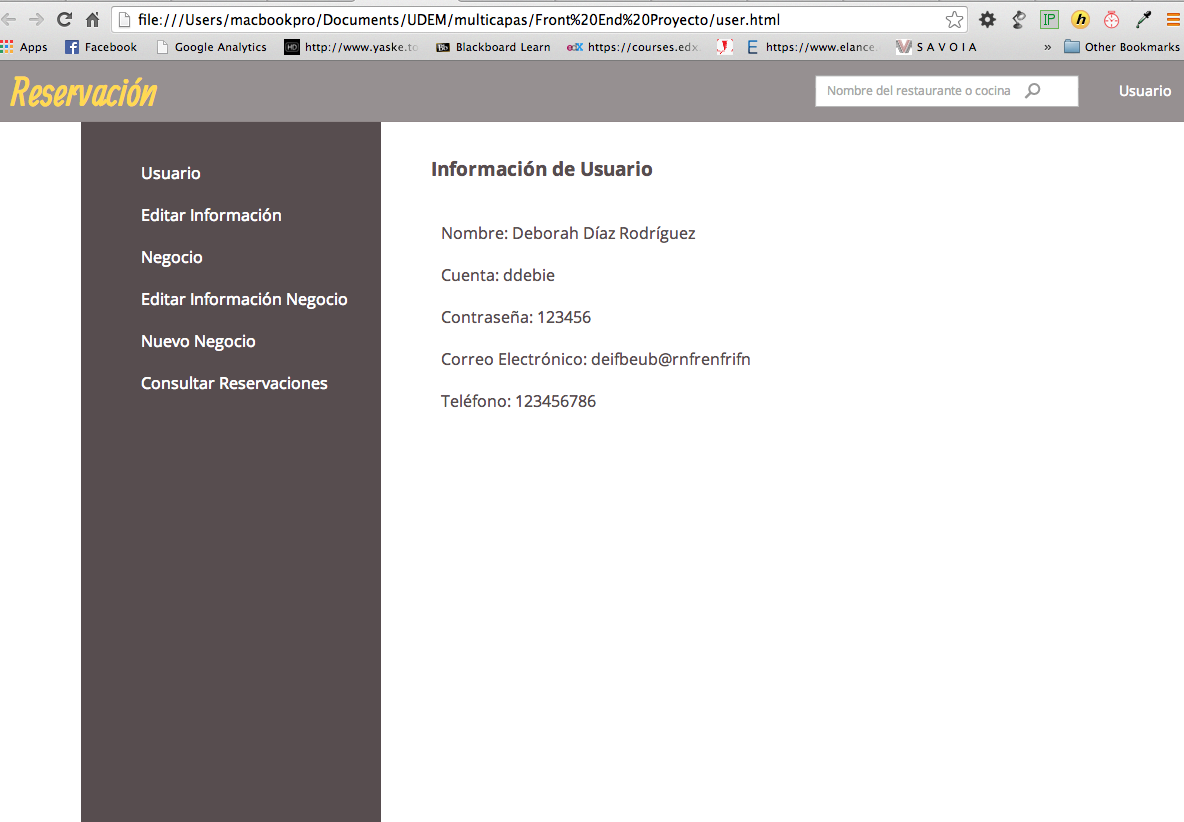 file:///Users/macbookpro/Documents/UDEM/multicapas/Front%20End%20Proyecto/user.html
Apps Facebook Google Analytics http://www.yaske.to Blackboard Learn edX https://courses.edx. E https://www.elance. S A V O I A » Other Bookmarks
Reservación Nombre del restaurante o cocina Usuario
Usuario
Editar Información
Negocio
Editar Información Negocio
Nuevo Negocio
Consultar Reservaciones
Información de Usuario
Nombre: Deborah Díaz Rodríguez
Cuenta: ddebie
Contraseña: 123456
Correo Electrónico: deifbeub@rnfrenfrifn
Teléfono: 123456786